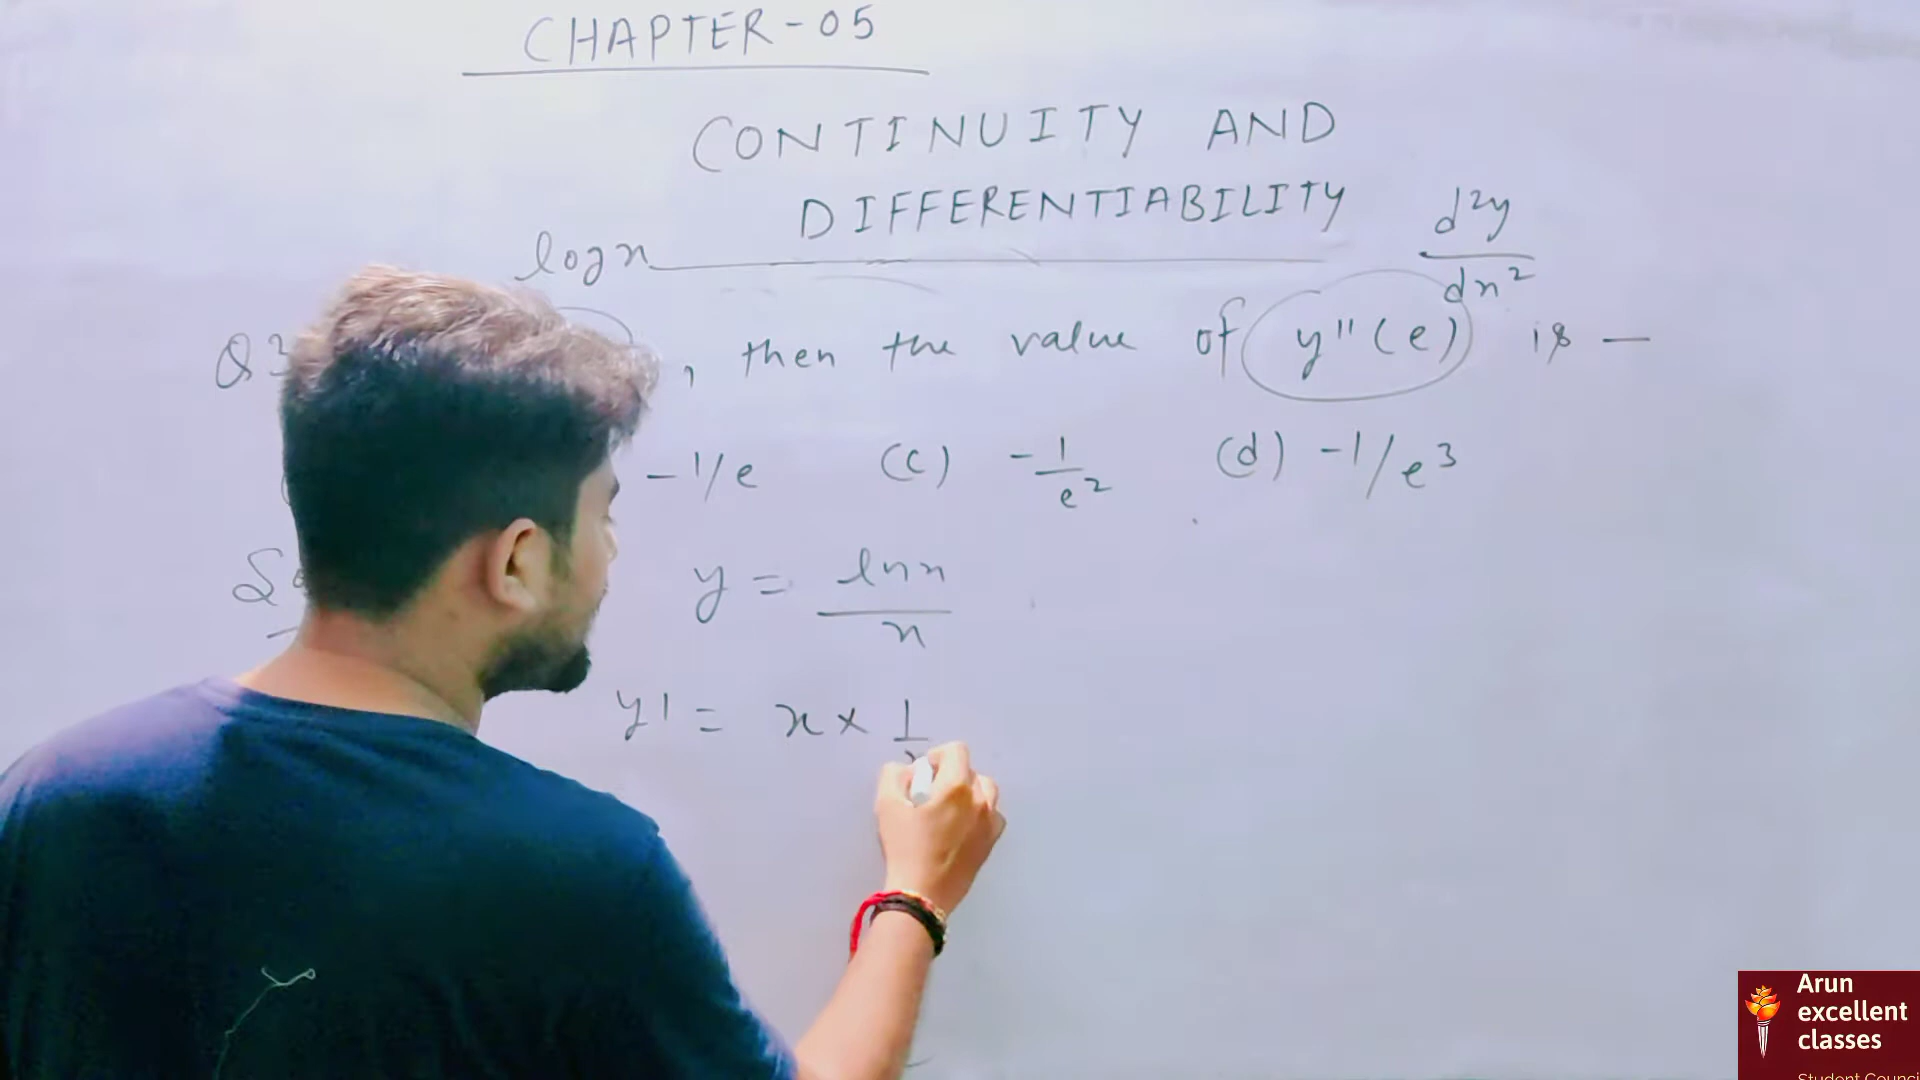 CHAPTER-05
CONTINUITY AND
DIFFERENTIABILITY
log x
d²y
dx²
Q3
, then the value of y''(e) is —
-1/e (c) -1/e² (d) -1/e³
y = ln x / x
y' = x × 1
Arun
excellent
classes